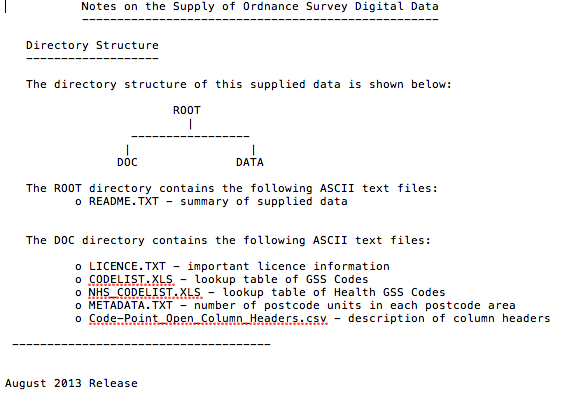 Notes on the Supply of Ordnance Survey Digital Data
---------------------------------------------------
Directory Structure
-------------------
The directory structure of this supplied data is shown below:
ROOT
|
-----------------
| |
DOC DATA
The ROOT directory contains the following ASCII text files:
o README.TXT – summary of supplied data
The DOC directory contains the following ASCII text files:
o LICENCE.TXT – important licence information
o CODELIST.XLS – lookup table of GSS Codes
o NHS_CODELIST.XLS – lookup table of Health GSS Codes
o METADATA.TXT – number of postcode units in each postcode area
o Code-Point_Open_Column_Headers.csv – description of column headers
-------------------------------------
August 2013 Release